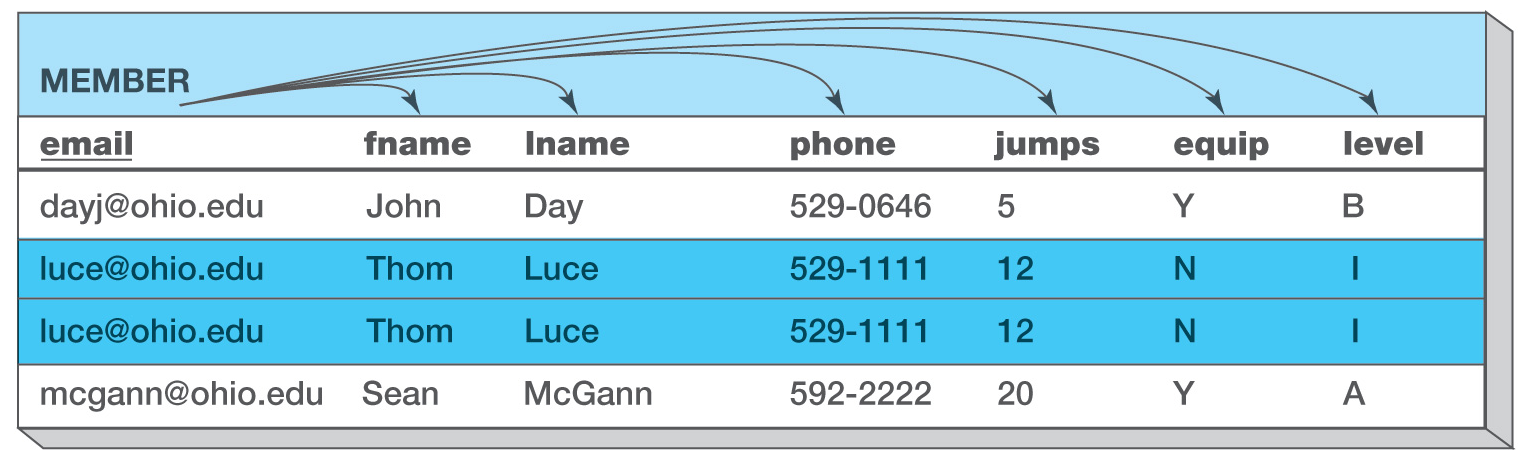 MEMBER
email fname lname phone jumps equip level
dayj@ohio.edu John Day 529-0646 5 Y B
luce@ohio.edu Thom Luce 529-1111 12 N I
luce@ohio.edu Thom Luce 529-1111 12 N I
mcgann@ohio.edu Sean McGann 592-2222 20 Y A